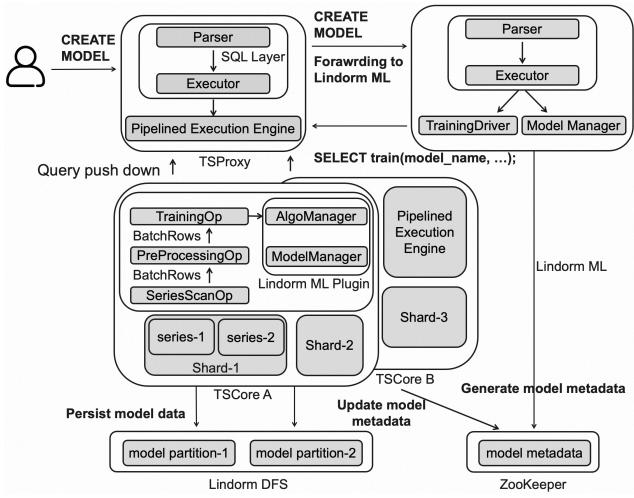 CREATE
MODEL
Parser
SQL Layer
Executor
Pipelined Execution Engine
TSProxy
CREATE MODEL
Forawrding to
Lindorm ML
Parser
Executor
TrainingDriver
Model Manager
SELECT train(model_name, ...);
Query push down
TrainingOp
BatchRows
PreProcessingOp
BatchRows
SeriesScanOp
AlgoManager
ModelManager
Lindorm ML Plugin
series-1
series-2
Shard-1
Shard-2
TSCore A
Pipelined
Execution
Engine
Shard-3
TSCore B
Lindorm ML
Persist model data
Update model
metadata
Generate model metadata
model partition-1
model partition-2
Lindorm DFS
model metadata
ZooKeeper